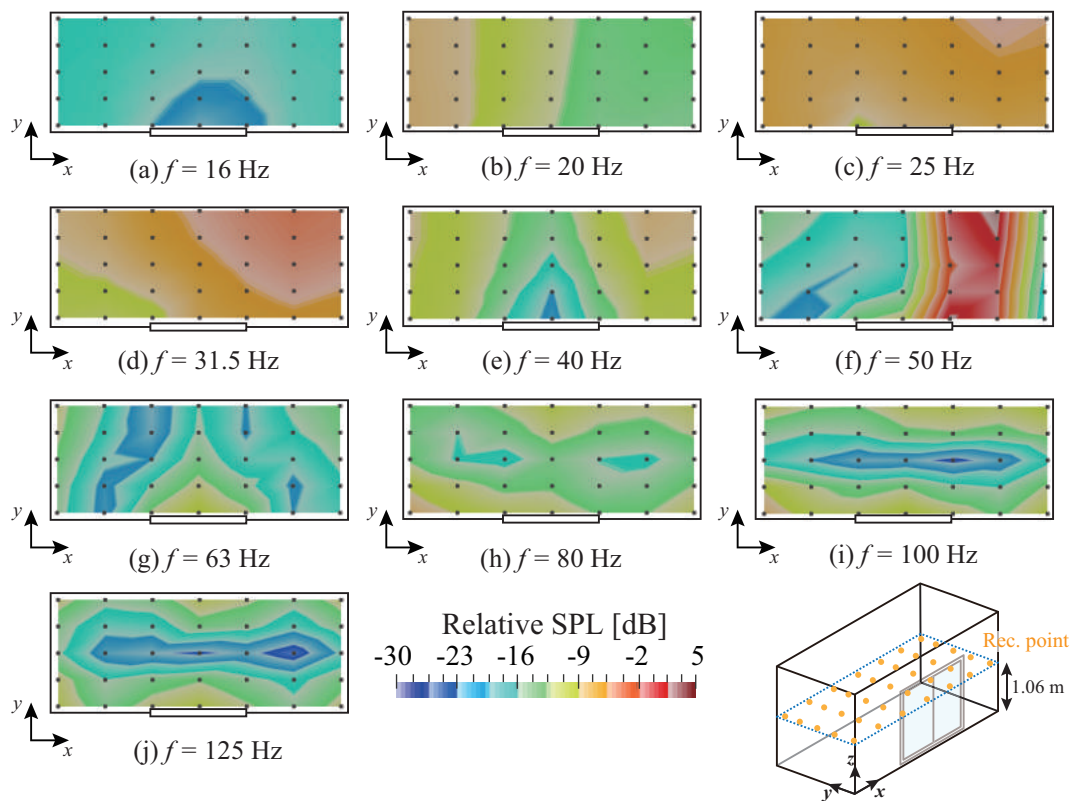 y
x
(a) f = 16 Hz
y
x
(b) f = 20 Hz
y
x
(c) f = 25 Hz
y
x
(d) f = 31.5 Hz
y
x
(e) f = 40 Hz
y
x
(f) f = 50 Hz
y
x
(g) f = 63 Hz
y
x
(h) f = 80 Hz
y
x
(i) f = 100 Hz
y
x
(j) f = 125 Hz
Relative SPL [dB]
-30 -23 -16 -9 -2 5
Rec. point
1.06 m
z
y
x